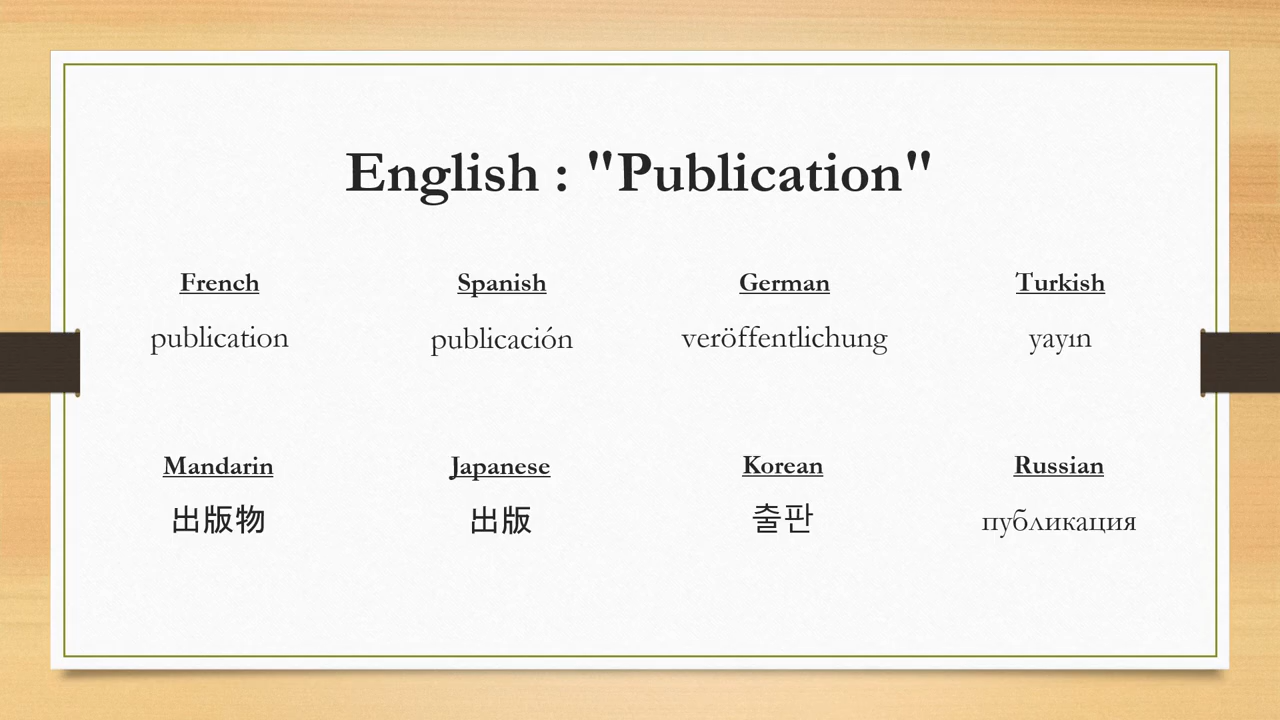 English : "Publication"
French Spanish German Turkish
publication publicación veröffentlichung yayın
Mandarin Japanese Korean Russian
出版物 出版 출판 публикация